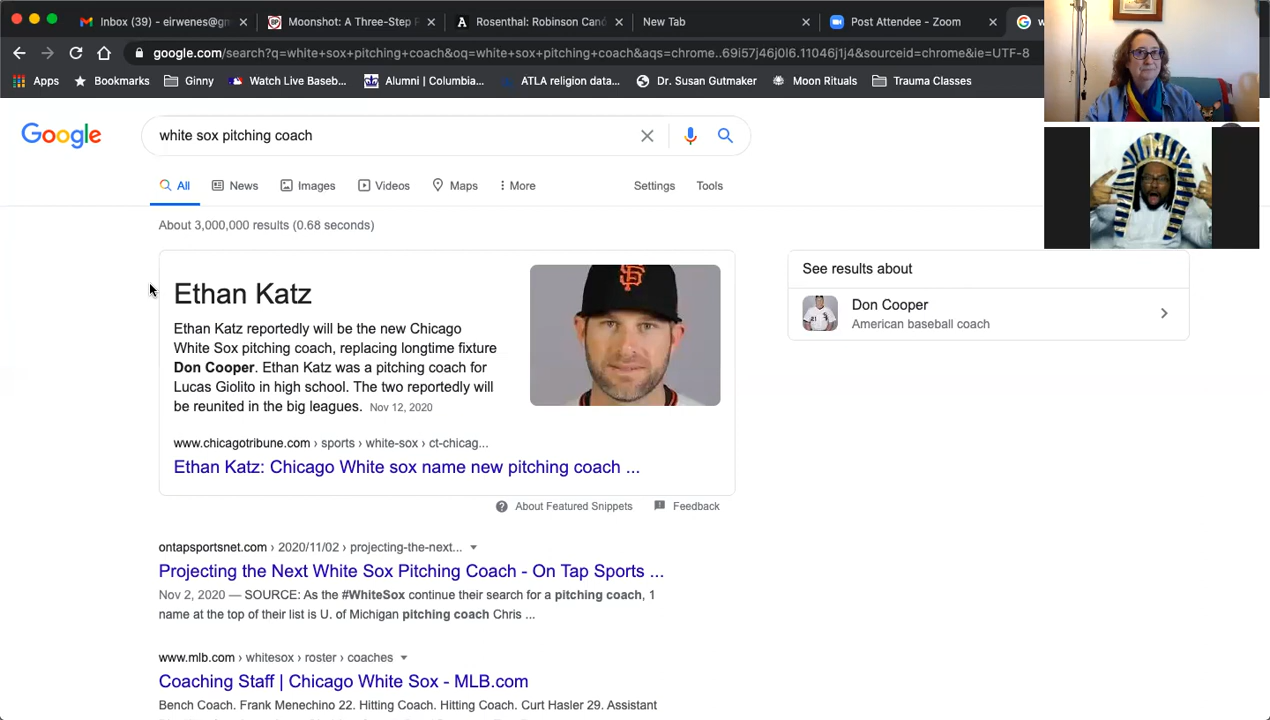 Inbox (39) - eirwenes@gm
Moonshot: A Three-Step F
Rosenthal: Robinson Canó
New Tab
Post Attendee - Zoom
google.com/search?q=white+sox+pitching+coach&oq=white+sox+pitching+coach&aqs=chrome..69i57j46j0l6.11046j1j4&sourceid=chrome&ie=UTF-8
Apps
Bookmarks
Ginny
Watch Live Baseb...
Alumni | Columbia...
ATLA religion data...
Dr. Susan Gutmaker
Moon Rituals
Trauma Classes
Google
white sox pitching coach
All
News
Images
Videos
Maps
More
Settings
Tools
About 3,000,000 results (0.68 seconds)
Ethan Katz
Ethan Katz reportedly will be the new Chicago
White Sox pitching coach, replacing longtime fixture
Don Cooper. Ethan Katz was a pitching coach for
Lucas Giolito in high school. The two reportedly will
be reunited in the big leagues. Nov 12, 2020
www.chicagotribune.com › sports › white-sox › ct-chicag...
Ethan Katz: Chicago White sox name new pitching coach ...
About Featured Snippets
Feedback
See results about
Don Cooper
American baseball coach
ontapsportsnet.com › 2020/11/02 › projecting-the-next...
Projecting the Next White Sox Pitching Coach - On Tap Sports ...
Nov 2, 2020 — SOURCE: As the #WhiteSox continue their search for a pitching coach, 1
name at the top of their list is U. of Michigan pitching coach Chris ...
www.mlb.com › whitesox › roster › coaches
Coaching Staff | Chicago White Sox - MLB.com
Bench Coach. Frank Menechino 22. Hitting Coach. Hitting Coach. Curt Hasler 29. Assistant